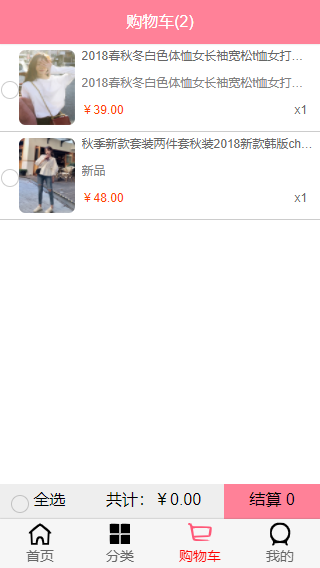 购物车(2)
2018春秋冬白色体恤女长袖宽松t恤女打…
2018春秋冬白色体恤女长袖宽松t恤女打…
￥39.00 x1
秋季新款套装两件套秋装2018新款韩版ch…
新品
￥48.00 x1
全选 共计：￥0.00 结算 0
首页 分类 购物车 我的